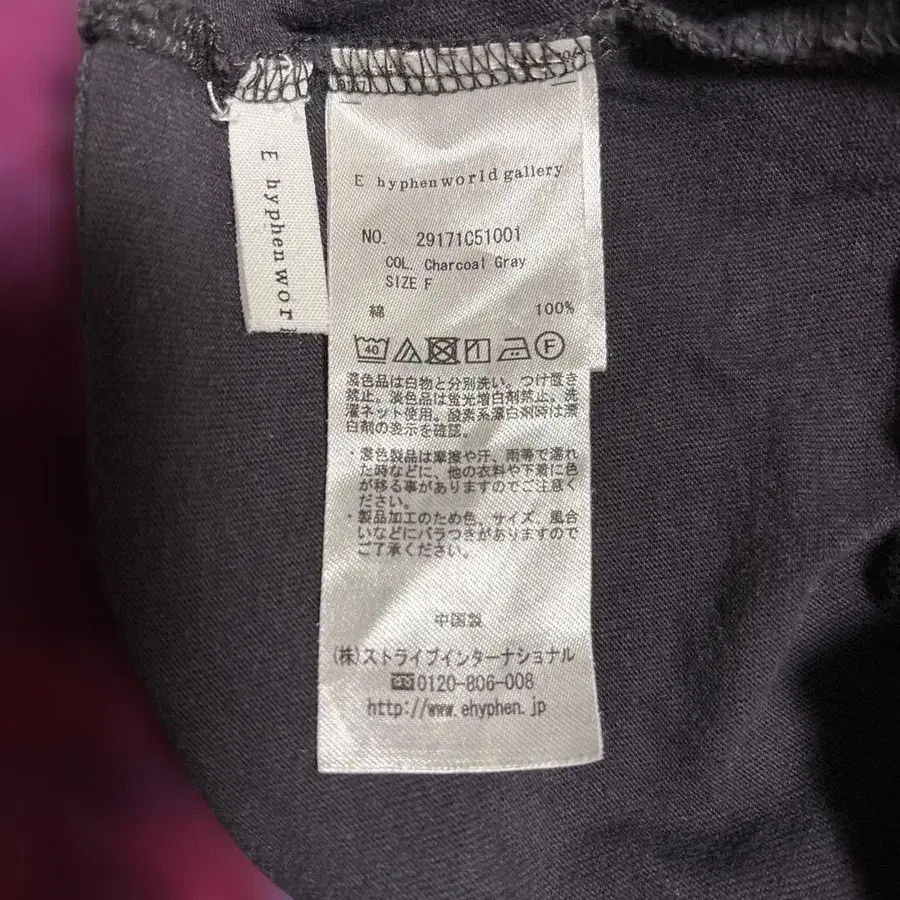 E hyphen wor
E hyphen world gallery
NO. 29171C51001
COL. Charcoal Gray
SIZE F
綿 100%
40
F
濃色品は白物と分別洗い。つけ置き
禁止。淡色品は蛍光増白剤禁止。洗
濯ネット使用。酸素系漂白剤時は漂
白剤の表示を確認。
・濃色製品は摩擦や汗、雨等で濡れ
た時などに、他の衣料や下着に色
が移る事がありますのでご注意く
ださい。
・製品加工のため色、サイズ、風合
いなどにバラつきがありますので
ご了承ください。
中国製
(株)ストライプインターナショナル
0120-806-008
http://www.ehyphen.jp